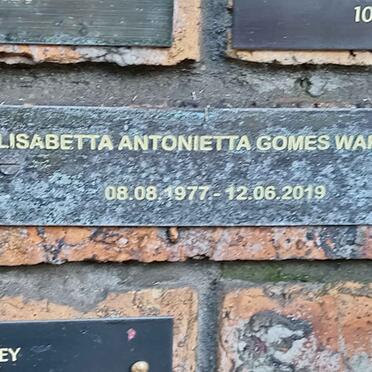 10
LISABETTA ANTONIETTA GOMES WA
08.08.1977 - 12.06.2019
EY